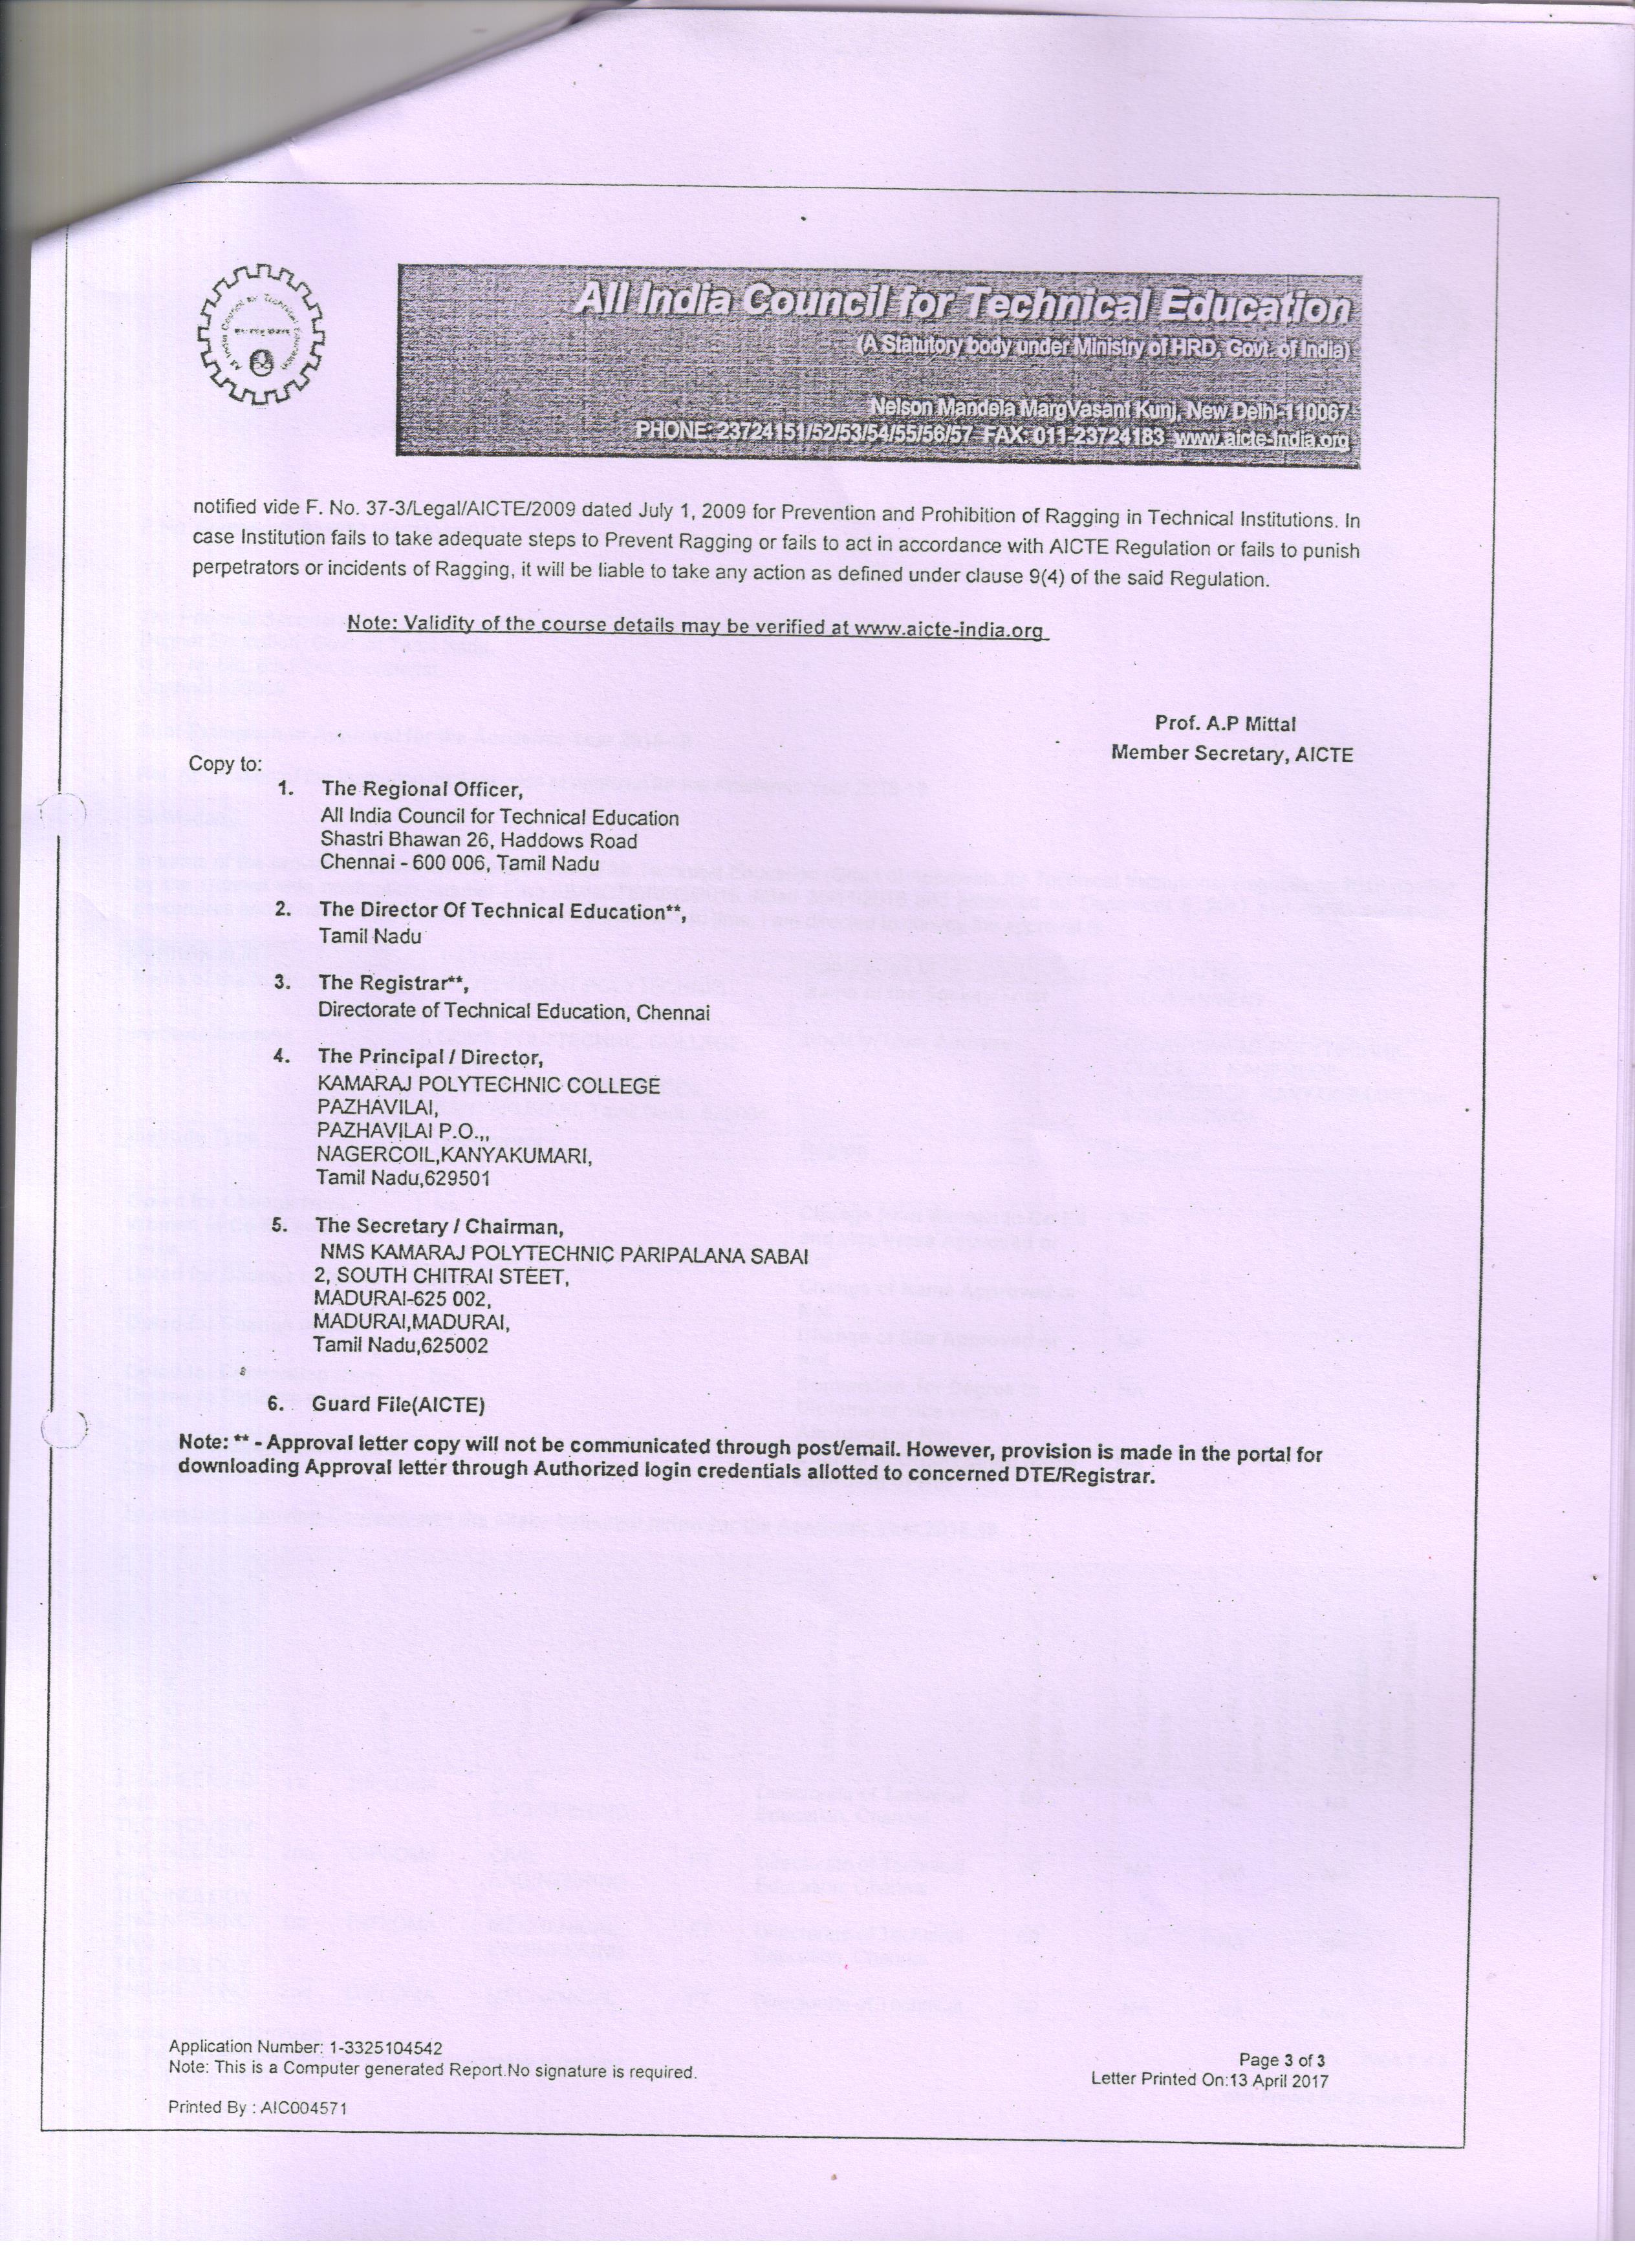 All India Council for Technical Education
(A Statutory body under Ministry of HRD, Govt. of India)
Nelson Mandela MargVasant Kunj, New Delhi-110067
PHONE: 23724151/52/53/54/55/56/57 FAX: 011-23724183 www.aicte-India.org
notified vide F. No. 37-3/Legal/AICTE/2009 dated July 1, 2009 for Prevention and Prohibition of Ragging in Technical Institutions. In
case Institution fails to take adequate steps to Prevent Ragging or fails to act in accordance with AICTE Regulation or fails to punish
perpetrators or incidents of Ragging, it will be liable to take any action as defined under clause 9(4) of the said Regulation.
Note: Validity of the course details may be verified at www.aicte-india.org
Prof. A.P Mittal
Member Secretary, AICTE
Copy to:
1. The Regional Officer,
All India Council for Technical Education
Shastri Bhawan 26, Haddows Road
Chennai - 600 006, Tamil Nadu
2. The Director Of Technical Education**,
Tamil Nadu
3. The Registrar**,
Directorate of Technical Education, Chennai
4. The Principal / Director,
KAMARAJ POLYTECHNIC COLLEGE
PAZHAVILAI,
PAZHAVILAI P.O.,,
NAGERCOIL,KANYAKUMARI,
Tamil Nadu,629501
5. The Secretary / Chairman,
NMS KAMARAJ POLYTECHNIC PARIPALANA SABAI
2, SOUTH CHITRAI STEET,
MADURAI-625 002,
MADURAI,MADURAI,
Tamil Nadu,625002
6. Guard File(AICTE)
Note: ** - Approval letter copy will not be communicated through post/email. However, provision is made in the portal for
downloading Approval letter through Authorized login credentials allotted to concerned DTE/Registrar.
Application Number: 1-3325104542
Note: This is a Computer generated Report.No signature is required.
Printed By : AIC004571
Page 3 of 3
Letter Printed On:13 April 2017